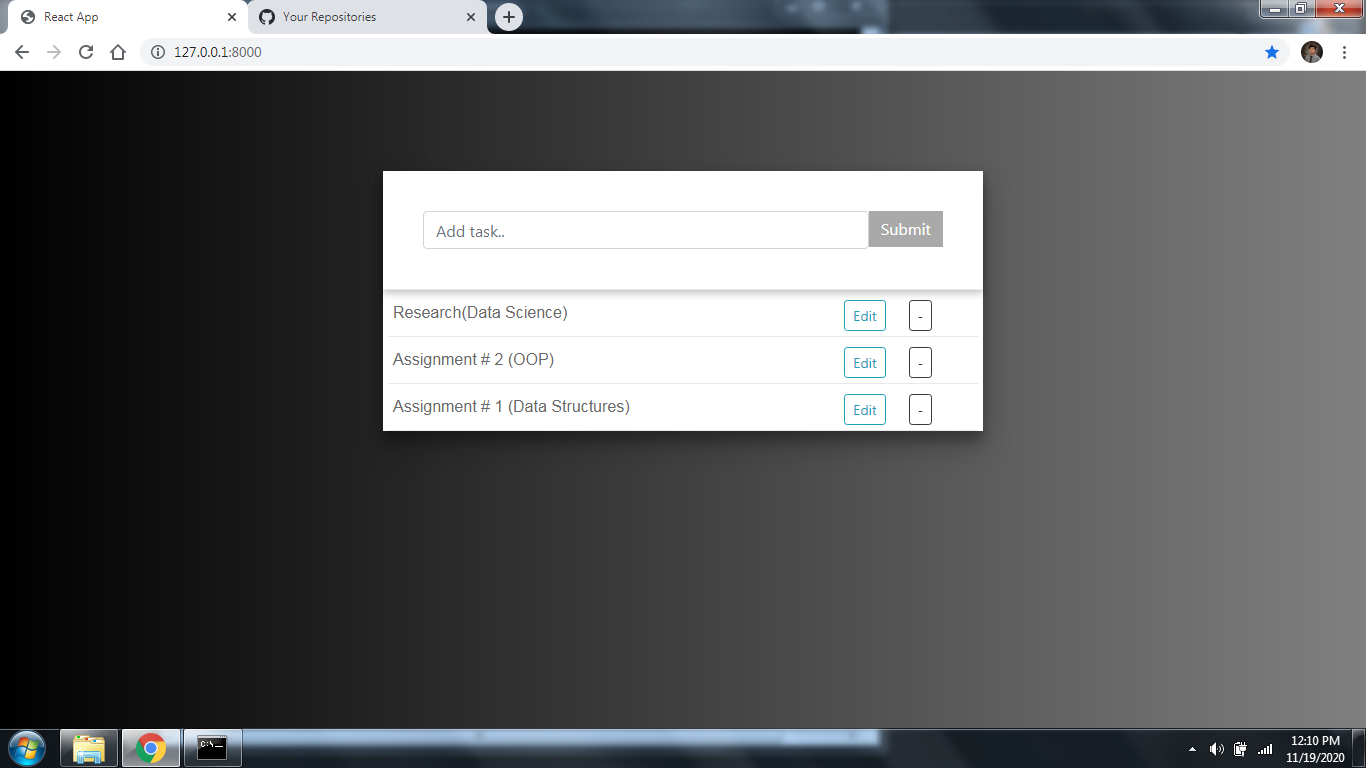 React App
Your Repositories
127.0.0.1:8000
Add task..
Submit
Research(Data Science)
Edit
-
Assignment # 2 (OOP)
Edit
-
Assignment # 1 (Data Structures)
Edit
-
C:\_
12:10 PM
11/19/2020